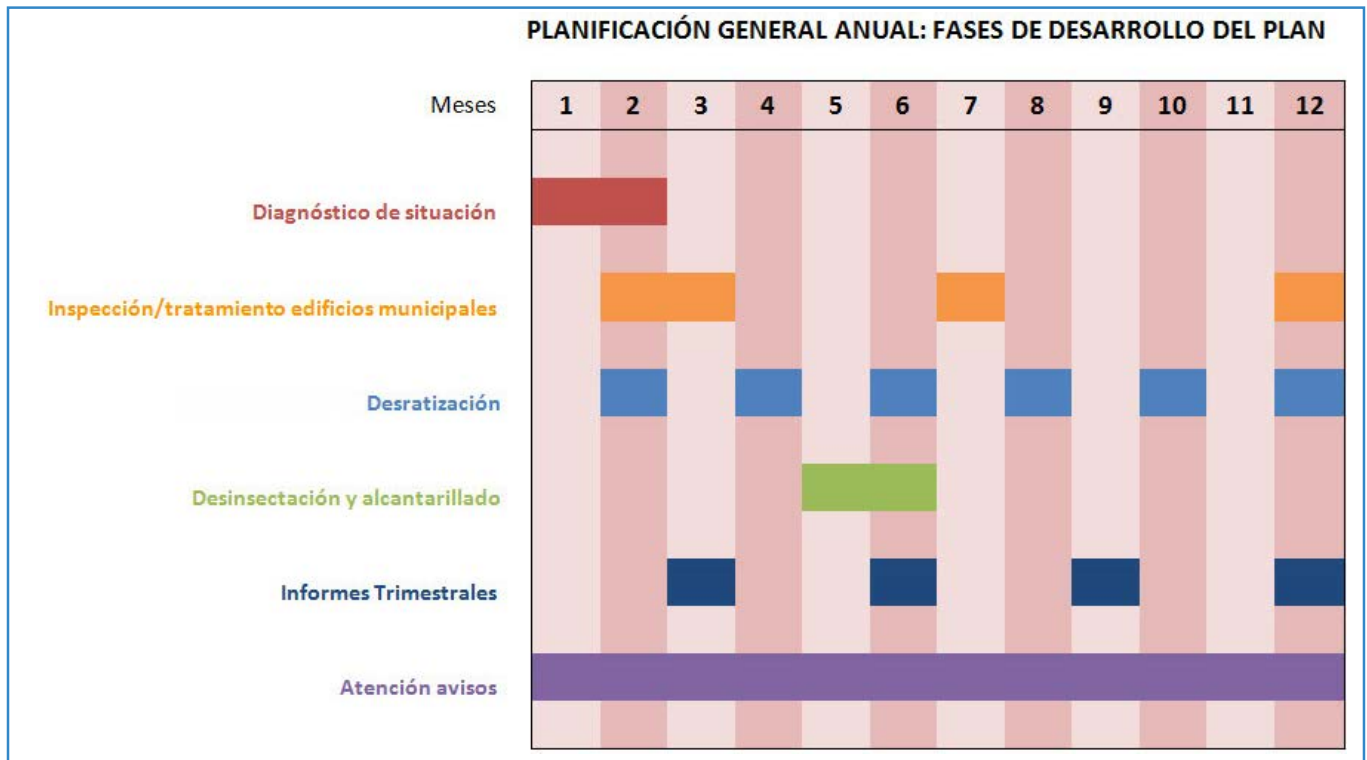 PLANIFICACIÓN GENERAL ANUAL: FASES DE DESARROLLO DEL PLAN
Meses 1 2 3 4 5 6 7 8 9 10 11 12
Diagnóstico de situación
Inspección/tratamiento edificios municipales
Desratización
Desinsectación y alcantarillado
Informes Trimestrales
Atención avisos